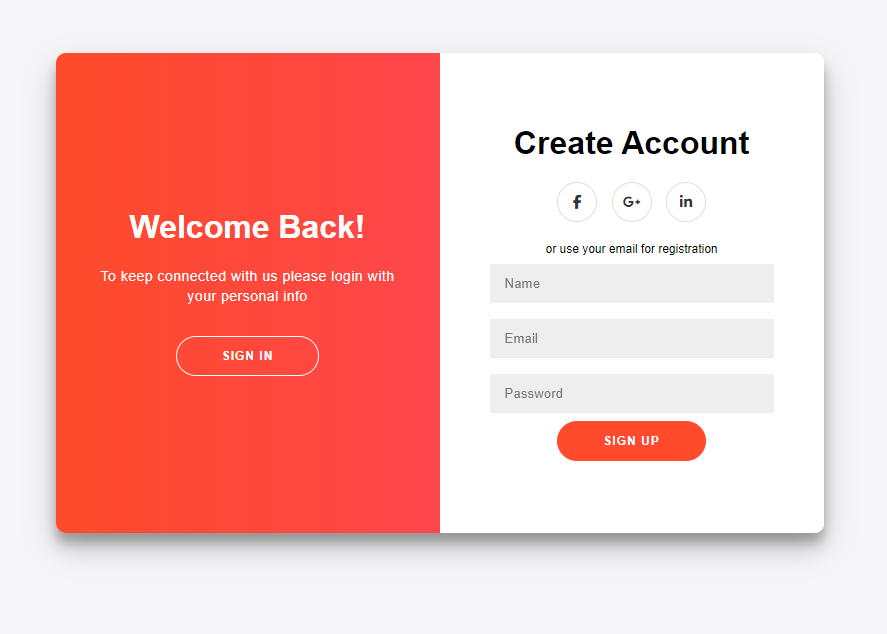 Welcome Back!
To keep connected with us please login with
your personal info
SIGN IN
Create Account
f
G+
in
or use your email for registration
Name
Email
Password
SIGN UP